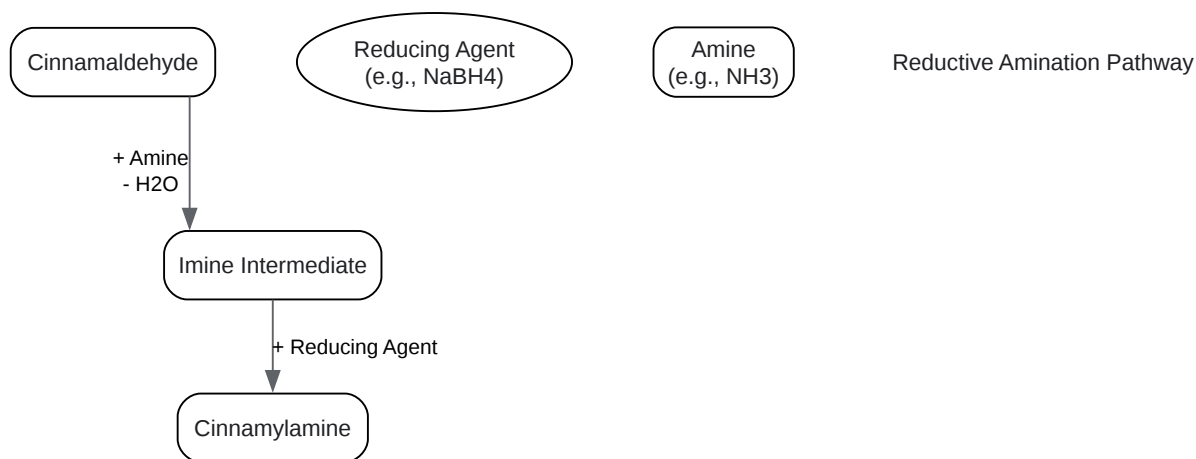 Cinnamaldehyde
Reducing Agent
(e.g., NaBH4)
Amine
(e.g., NH3)
Reductive Amination Pathway
+ Amine
- H2O
Imine Intermediate
+ Reducing Agent
Cinnamylamine